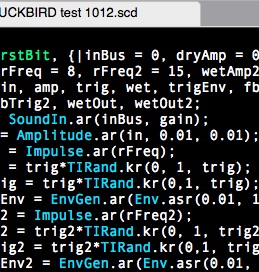 UCKBIRD test 1012.scd
rstBit, {|inBus = 0, dryAmp = 0
rFreq = 8, rFreq2 = 15, wetAmp2
in, amp, trig, wet, trigEnv, fb
bTrig2, wetOut, wetOut2;
SoundIn.ar(inBus, gain);
= Amplitude.ar(in, 0.01, 0.01);
= Impulse.ar(rFreq);
= trig*TIRand.kr(0, 1, trig);
ig = trig*TIRand.kr(0,1, trig);
Env = EnvGen.ar(Env.asr(0.01, 1
2 = Impulse.ar(rFreq2);
2 = trig2*TIRand.kr(0, 1, trig2
ig2 = trig2*TIRand.kr(0, 1, tri
Env2 = EnvGen.ar(Env.asr(0.01,